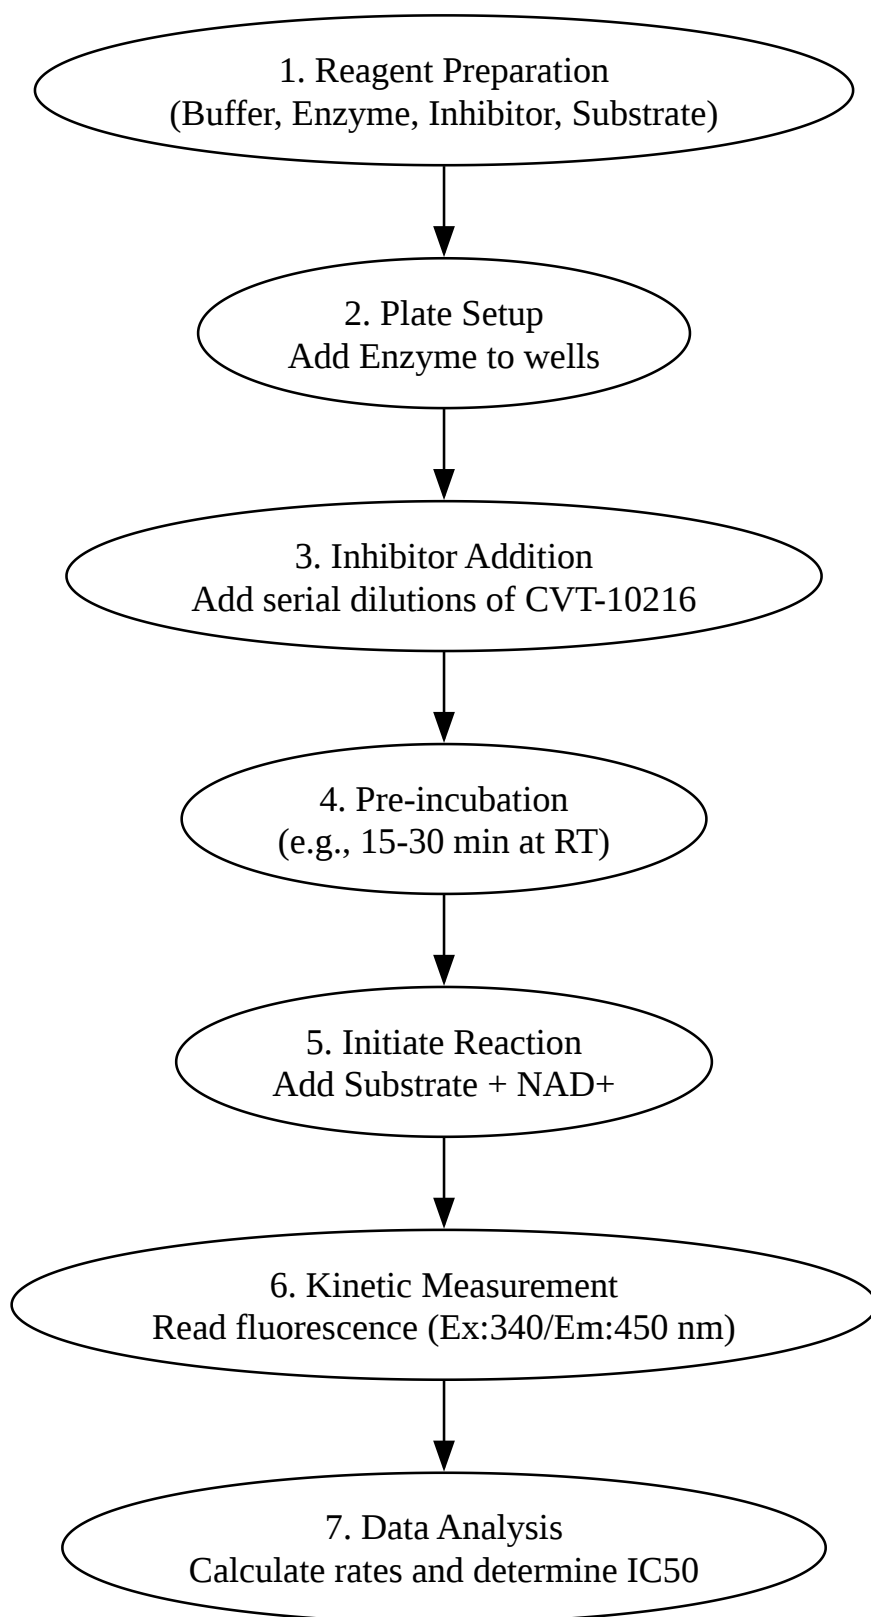 1. Reagent Preparation
(Buffer, Enzyme, Inhibitor, Substrate)
2. Plate Setup
Add Enzyme to wells
3. Inhibitor Addition
Add serial dilutions of CVT-10216
4. Pre-incubation
(e.g., 15-30 min at RT)
5. Initiate Reaction
Add Substrate + NAD+
6. Kinetic Measurement
Read fluorescence (Ex:340/Em:450 nm)
7. Data Analysis
Calculate rates and determine IC50